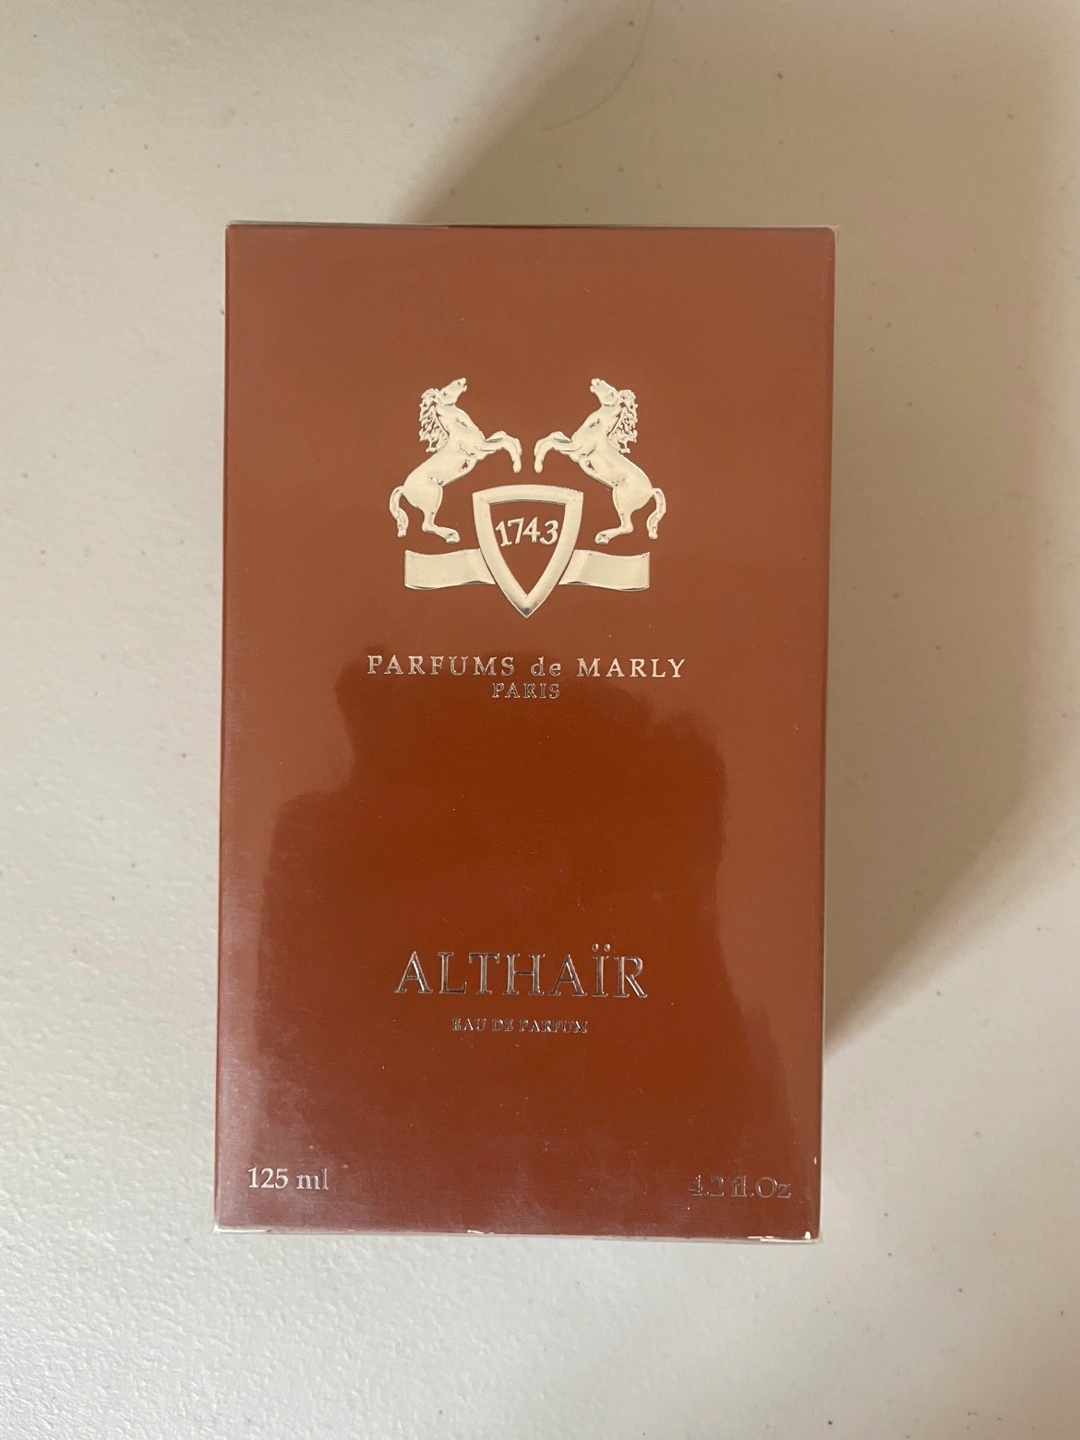 1743
PARFUMS de MARLY
PARIS
ALTHAÏR
EAU DE PARFUM
125 ml
4.2 fl.Oz